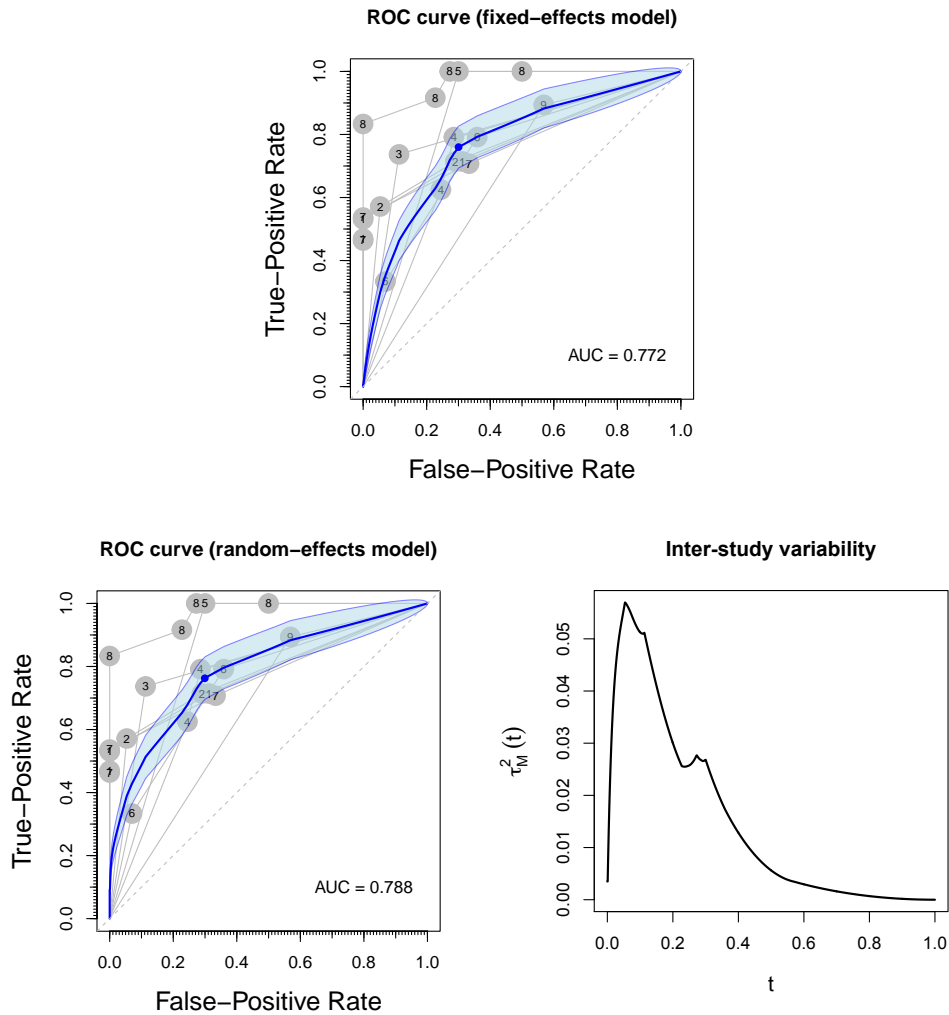 ROC curve (fixed−effects model)
True−Positive Rate
1.0
0.8
0.6
0.4
0.2
0.0
8 5 8
8
8
3
4 6
9
2 1 7
4
2
7
1
6
AUC = 0.772
0.0 0.2 0.4 0.6 0.8 1.0
False−Positive Rate
ROC curve (random−effects model)
True−Positive Rate
1.0
0.8
0.6
0.4
0.2
0.0
8 5 8
8
8
3
4 6
9
2 1 7
4
2
7
1
6
AUC = 0.788
0.0 0.2 0.4 0.6 0.8 1.0
False−Positive Rate
Inter−study variability
τ²M (t)
0.05
0.04
0.03
0.02
0.01
0.00
0.0 0.2 0.4 0.6 0.8 1.0
t